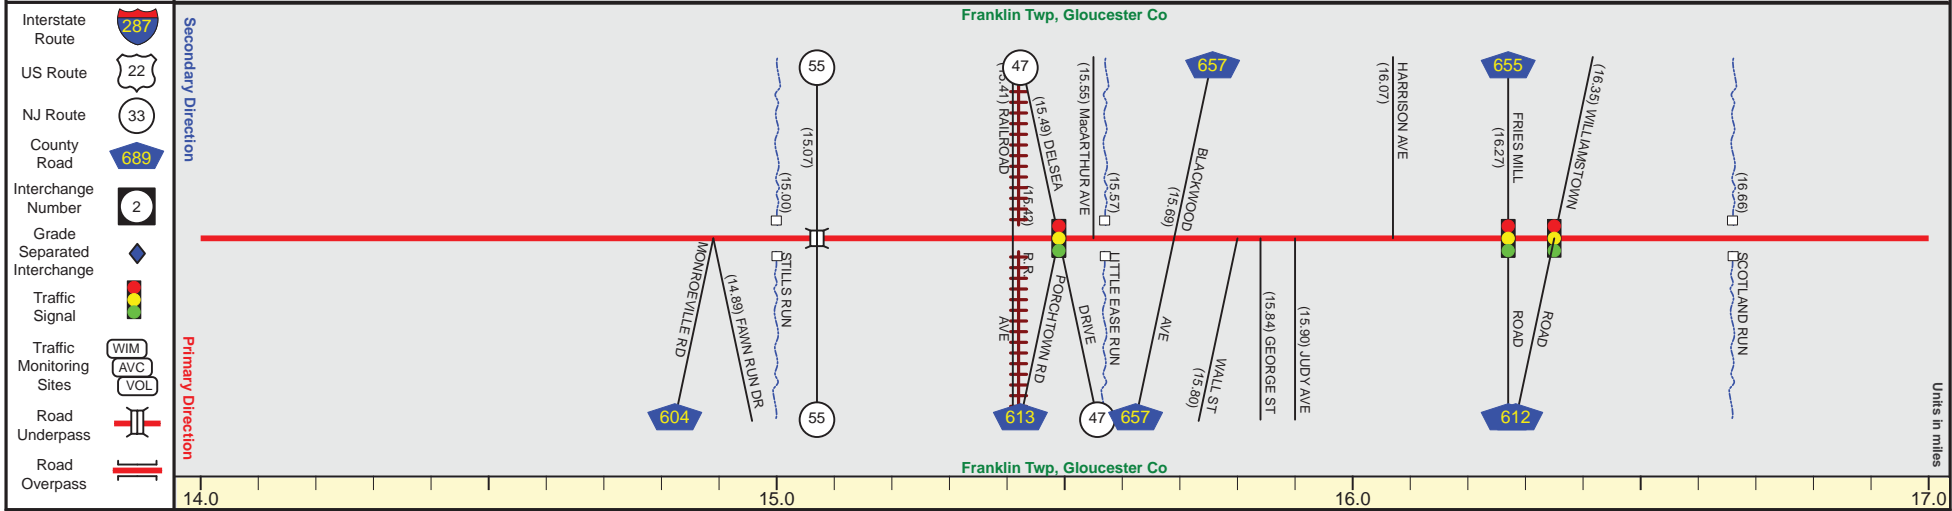 Interstate
Route
287
US Route
22
NJ Route
33
County
Road
689
Interchange
Number
2
Grade
Separated
Interchange
Traffic
Signal
Traffic
Monitoring
Sites
WIM
AVC
VOL
Road
Underpass
Road
Overpass
Secondary Direction
Primary Direction
Franklin Twp, Gloucester Co
MONROEVILLE RD
604
(14.89) FAWN RUN DR
(15.00)
STILLS RUN
55
(15.07)
55
(15.41) RAILROAD
AVE
47
(15.42)
R.R.
(15.49) DELSEA
DRIVE
47
PORCHTOWN RD
613
(15.55) MacARTHUR AVE
(15.57)
LITTLE EASE RUN
657
BLACKWOOD
(15.69)
AVE
657
WALL ST
(15.80)
(15.84) GEORGE ST
(15.90) JUDY AVE
HARRISON AVE
(16.07)
655
FRIES MILL
(16.27)
ROAD
(16.35) WILLIAMSTOWN
ROAD
612
(16.66)
SCOTLAND RUN
Units in miles
Franklin Twp, Gloucester Co
14.0
15.0
16.0
17.0